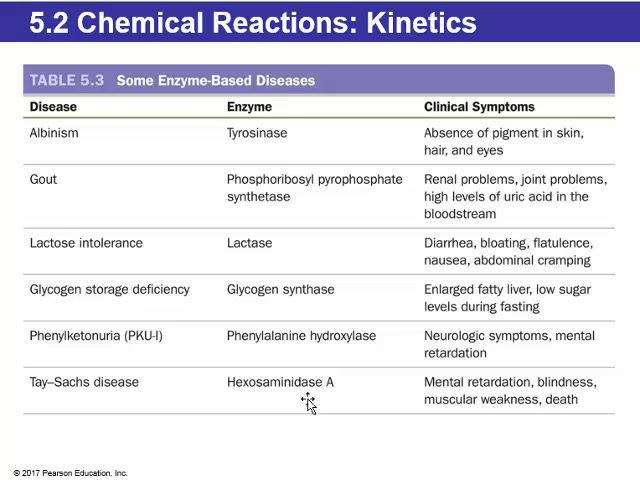 5.2 Chemical Reactions: Kinetics
TABLE 5.3 Some Enzyme-Based Diseases
Disease Enzyme Clinical Symptoms
Albinism Tyrosinase Absence of pigment in skin,
hair, and eyes
Gout Phosphoribosyl pyrophosphate Renal problems, joint problems,
synthetase high levels of uric acid in the
bloodstream
Lactose intolerance Lactase Diarrhea, bloating, flatulence,
nausea, abdominal cramping
Glycogen storage deficiency Glycogen synthase Enlarged fatty liver, low sugar
levels during fasting
Phenylketonuria (PKU-I) Phenylalanine hydroxylase Neurologic symptoms, mental
retardation
Tay–Sachs disease Hexosaminidase A Mental retardation, blindness,
muscular weakness, death
© 2017 Pearson Education, Inc.